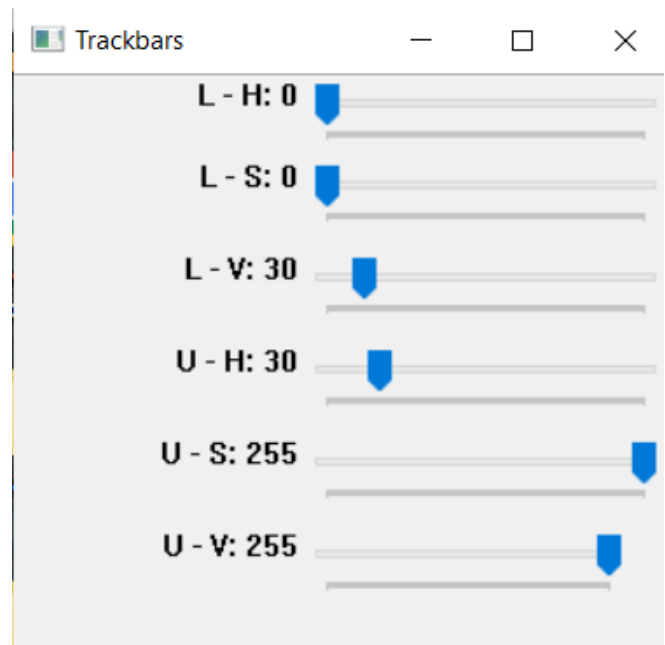 Trackbars
L - H: 0
L - S: 0
L - V: 30
U - H: 30
U - S: 255
U - V: 255